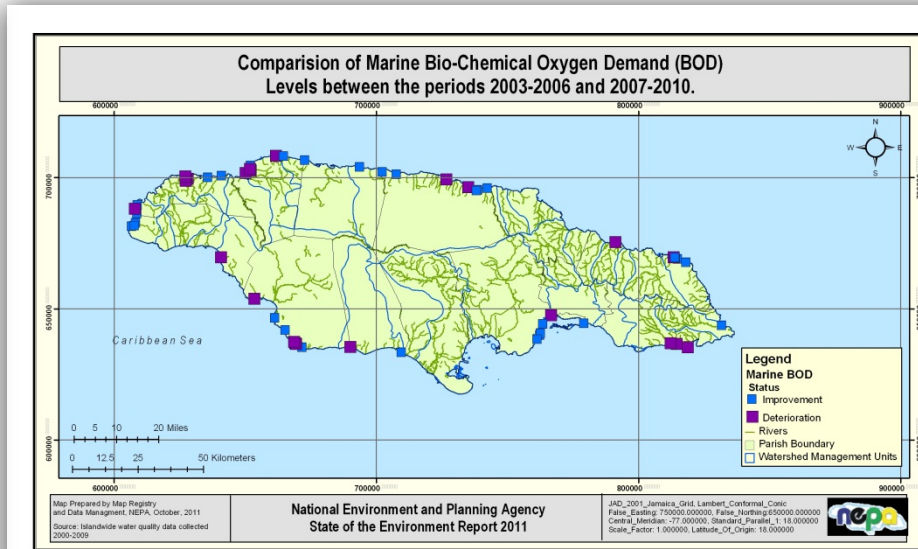 Comparision of Marine Bio-Chemical Oxygen Demand (BOD)
Levels between the periods 2003-2006 and 2007-2010.
600000
700000
800000
900000
N
W
E
S
700000
650000
600000
Caribbean Sea
0 5 10 20 Miles
0 12.5 25 50 Kilometers
Legend
Marine BOD
Status
Improvement
Deterioration
Rivers
Parish Boundary
Watershed Management Units
600000
700000
800000
900000
Map Prepared by Map Registry
and Data Managment, NEPA, October, 2011
Source: Islandwide water quality data collected
2000-2009
National Environment and Planning Agency
State of the Environment Report 2011
JAD_2001_Jamaica_Grid, Lambert_Conformal_Conic
False_Easting: 750000.000000, False_Northing:650000.000000
Central_Meridian: -77.000000, Standard_Parallel_1: 18.000000
Scale_Factor: 1.000000, Latitude_Of_Origin: 18.000000
nepa